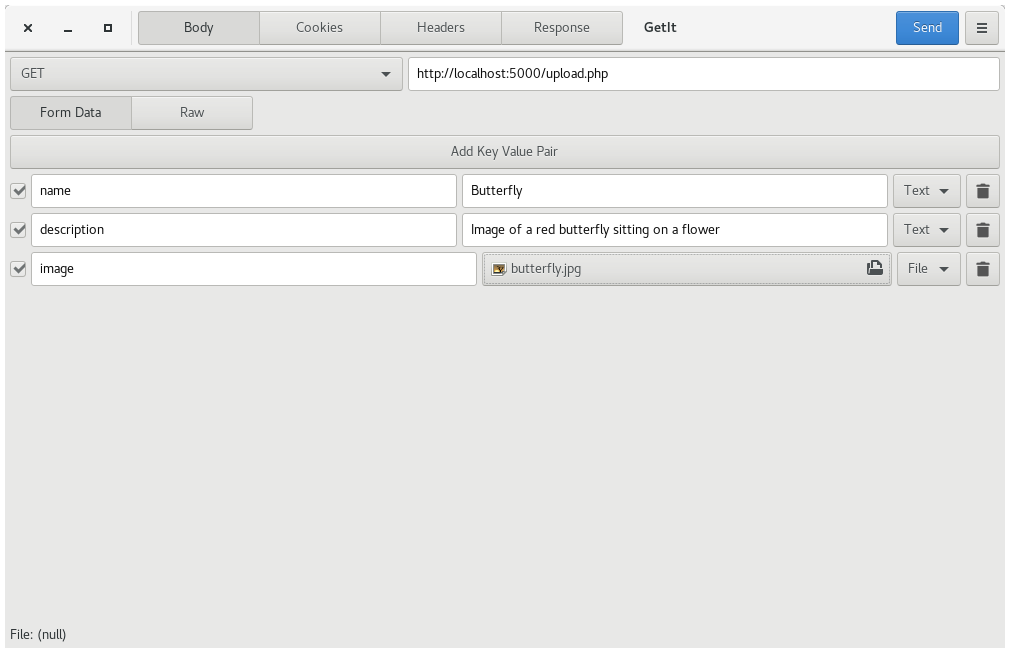 Body Cookies Headers Response GetIt Send
GET http://localhost:5000/upload.php
Form Data Raw
Add Key Value Pair
name Butterfly Text
description Image of a red butterfly sitting on a flower Text
image butterfly.jpg File
File: (null)